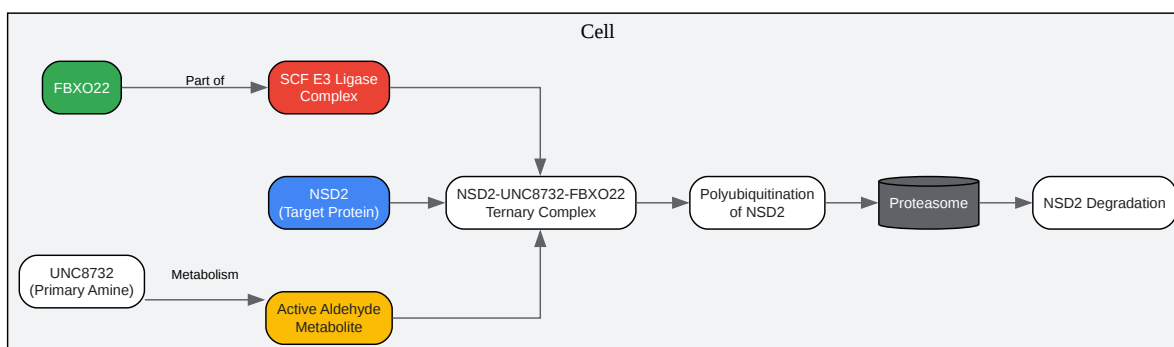 Cell
FBXO22
Part of
SCF E3 Ligase
Complex
NSD2
(Target Protein)
NSD2-UNC8732-FBXO22
Ternary Complex
Polyubiquitination
of NSD2
Proteasome
NSD2 Degradation
UNC8732
(Primary Amine)
Metabolism
Active Aldehyde
Metabolite